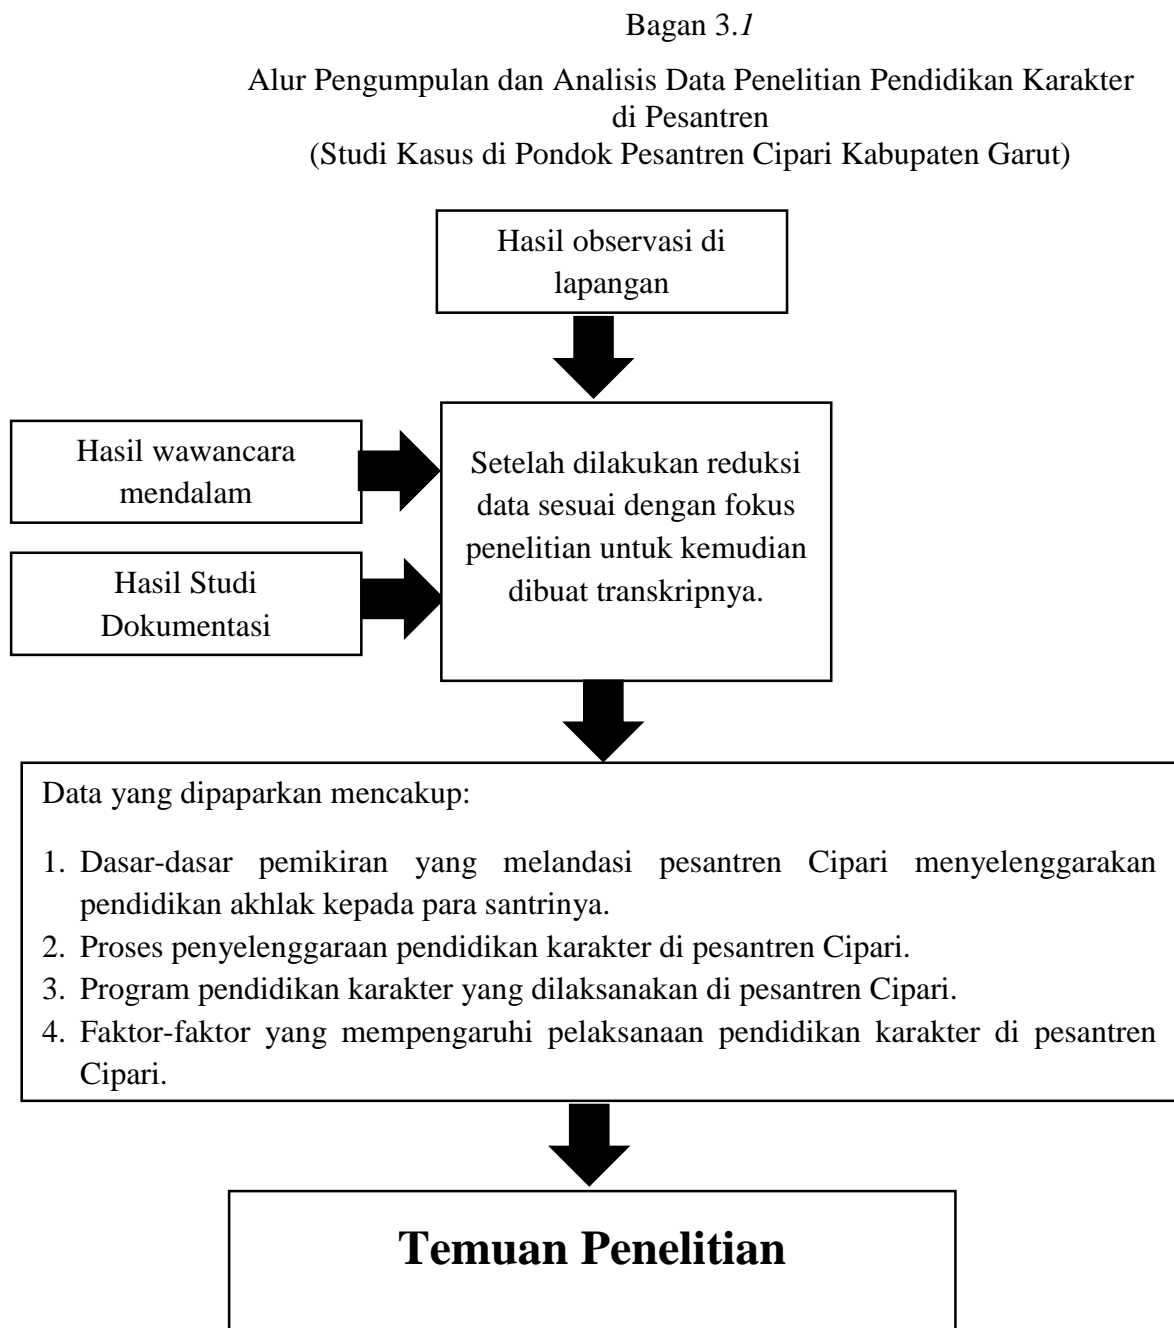 Bagan 3.1
Alur Pengumpulan dan Analisis Data Penelitian Pendidikan Karakter
di Pesantren
(Studi Kasus di Pondok Pesantren Cipari Kabupaten Garut)
Hasil observasi di
lapangan
Hasil wawancara
mendalam
Setelah dilakukan reduksi
data sesuai dengan fokus
penelitian untuk kemudian
dibuat transkripnya.
Hasil Studi
Dokumentasi
Data yang dipaparkan mencakup:
1. Dasar-dasar pemikiran yang melandasi pesantren Cipari menyelenggarakan
pendidikan akhlak kepada para santrinya.
2. Proses penyelenggaraan pendidikan karakter di pesantren Cipari.
3. Program pendidikan karakter yang dilaksanakan di pesantren Cipari.
4. Faktor-faktor yang mempengaruhi pelaksanaan pendidikan karakter di pesantren
Cipari.
Temuan Penelitian